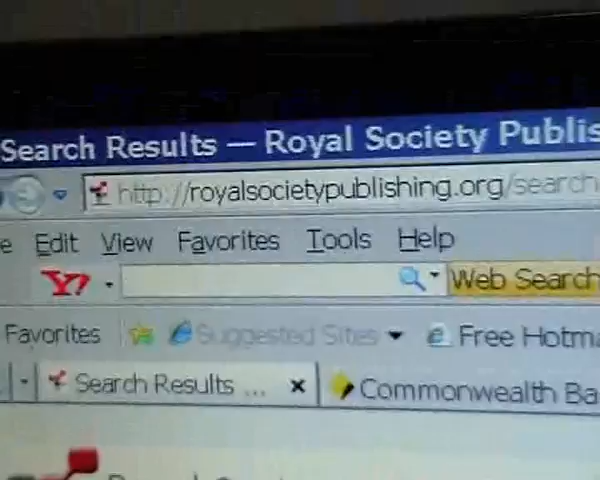 Search Results — Royal Society Publis
http://royalsocietypublishing.org/search
e Edit View Favorites Tools Help
Y! Web Search
Favorites Suggested Sites Free Hotma
Search Results ... Commonwealth Ba